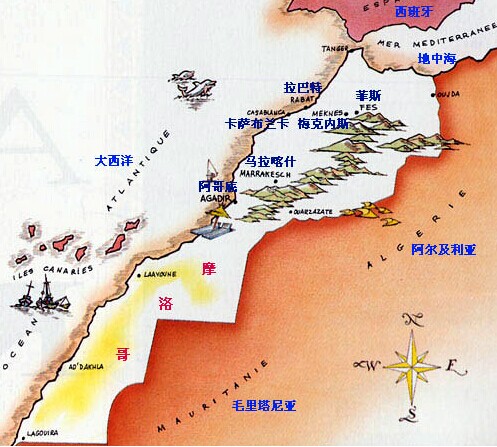 ESPA
西班牙
MER MEDITERRANEE
地中海
TANGER
拉巴特
RABAT
菲斯
FES
OUJDA
CASABLANCA
MEKNES
卡萨布兰卡
梅克内斯
大西洋
ATLANTIQUE
OCEAN
马拉喀什
MARRAKESCH
阿哥底
AGADIR
OUARZAZATE
ALGERIE
阿尔及利亚
ILES CANARIES
LAAYOUNE
摩
洛
哥
AD'DAKHLA
LAGOUIRA
MAURITANIE
毛里塔尼亚
N
W
E
S